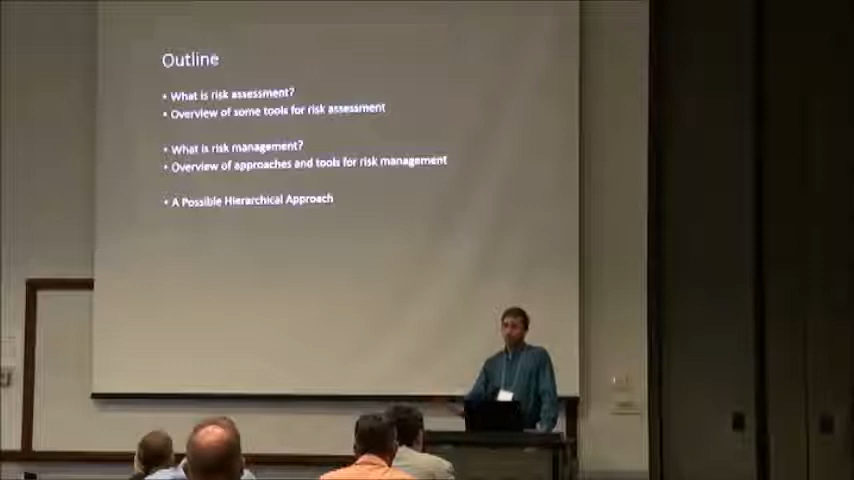 Outline
• What is risk assessment?
• Overview of some tools for risk assessment
• What is risk management?
• Overview of approaches and tools for risk management
• A Possible Hierarchical Approach